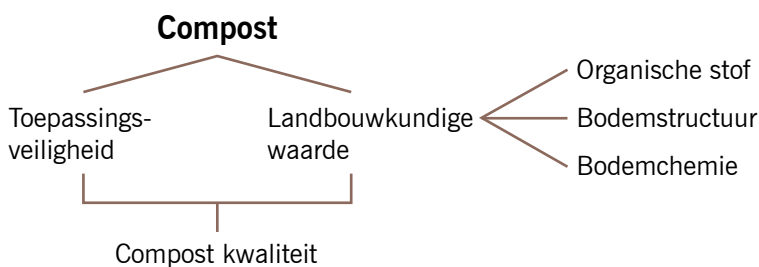 Compost
Toepassings-
veiligheid
Landbouwkundige
waarde
Organische stof
Bodemstructuur
Bodemchemie
Compost kwaliteit